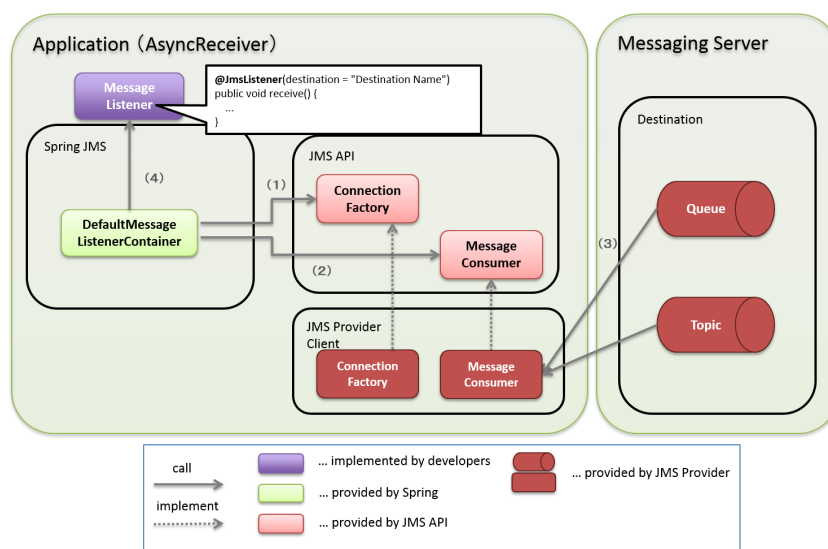 Application（AsyncReceiver）
Messaging Server
Message
Listener
@JmsListener(destination = "Destination Name")
public void receive() {
...
}
Spring JMS
(4)
DefaultMessage
ListenerContainer
(1)
(2)
JMS API
Connection
Factory
Message
Consumer
JMS Provider
Client
Connection
Factory
Message
Consumer
Destination
Queue
(3)
Topic
call
implement
... implemented by developers
... provided by Spring
... provided by JMS API
... provided by JMS Provider